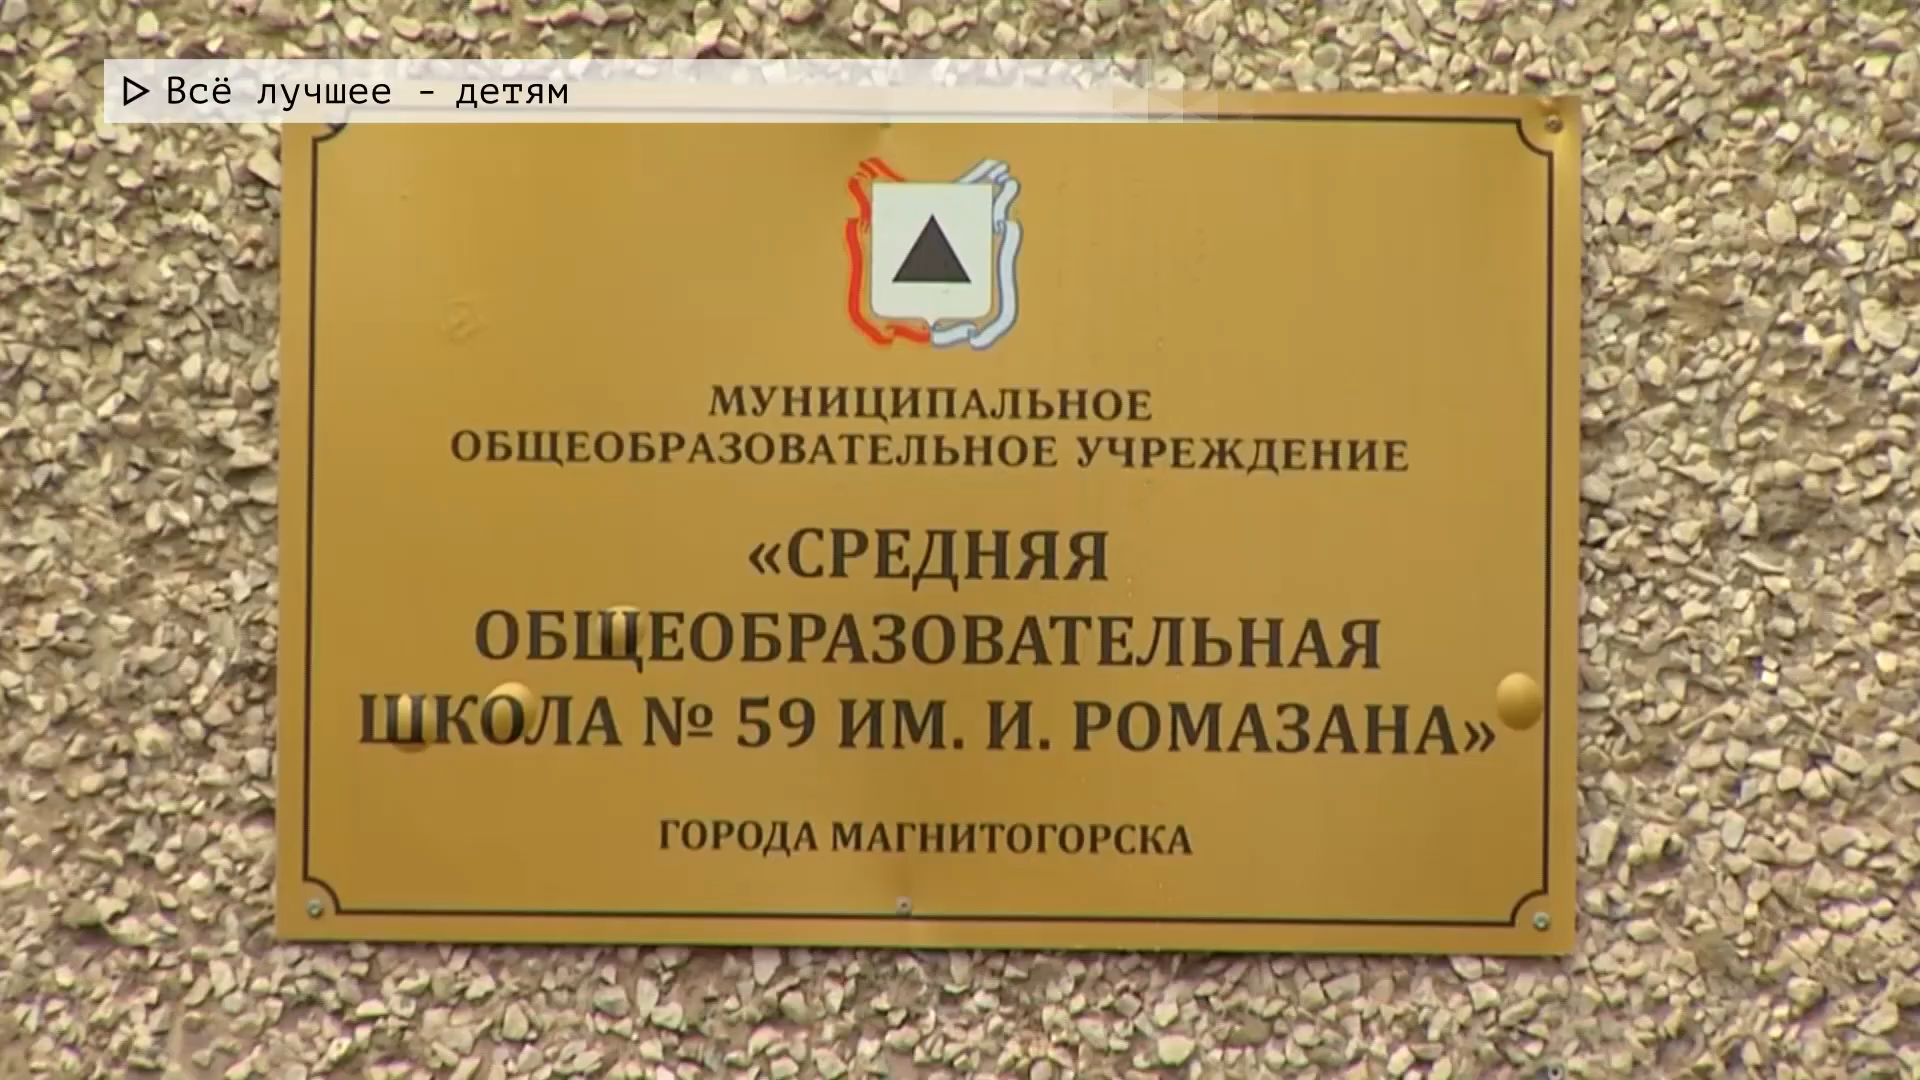 Всё лучшее - детям
МУНИЦИПАЛЬНОЕ
ОБЩЕОБРАЗОВАТЕЛЬНОЕ УЧРЕЖДЕНИЕ
«СРЕДНЯЯ
ОБЩЕОБРАЗОВАТЕЛЬНАЯ
ШКОЛА № 59 ИМ. И. РОМАЗАНА»
ГОРОДА МАГНИТОГОРСКА